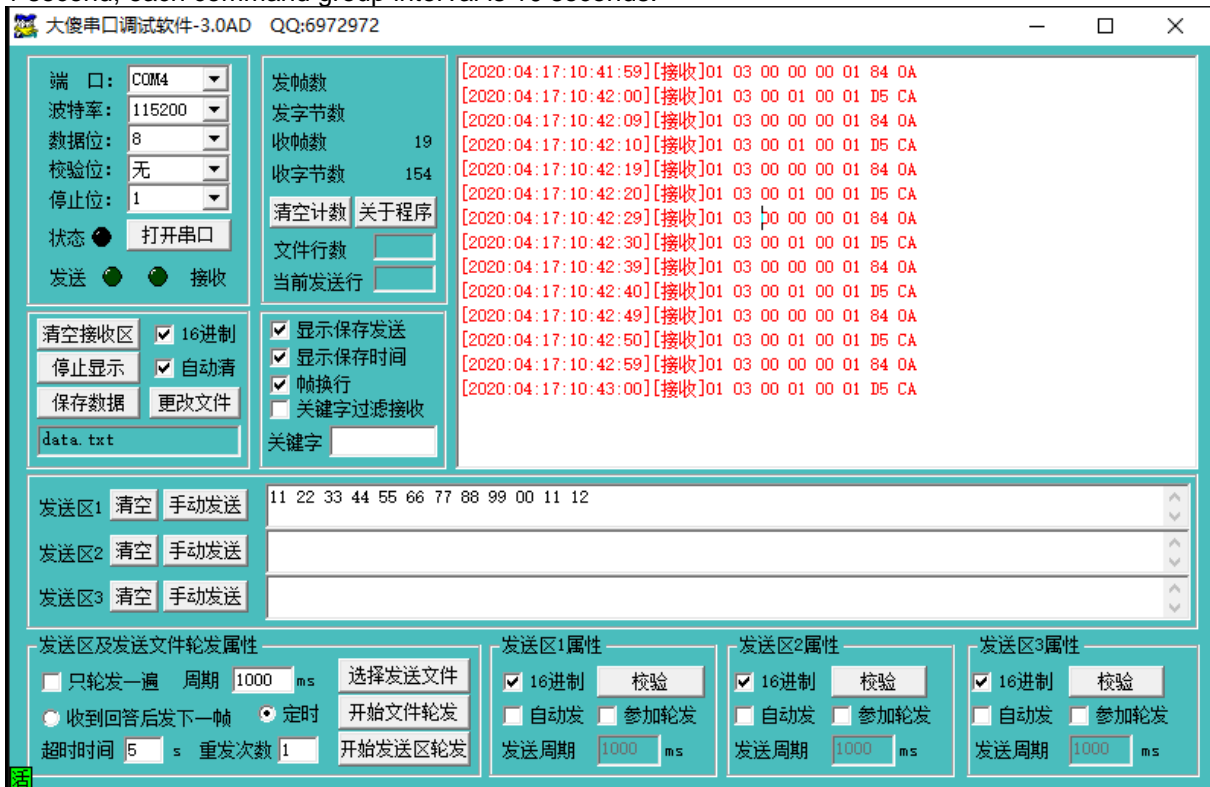 大傻串口调试软件-3.0AD QQ:6972972
端 口: COM4
波特率: 115200
数据位: 8
校验位: 无
停止位: 1
状态 打开串口
发送 接收
发帧数
发字节数
收帧数 19
收字节数 154
清空计数 关于程序
文件行数
当前发送行
[2020:04:17:10:41:59][接收]01 03 00 00 00 01 84 0A
[2020:04:17:10:42:00][接收]01 03 00 01 00 01 D5 CA
[2020:04:17:10:42:09][接收]01 03 00 00 00 01 84 0A
[2020:04:17:10:42:10][接收]01 03 00 01 00 01 D5 CA
[2020:04:17:10:42:19][接收]01 03 00 00 00 01 84 0A
[2020:04:17:10:42:20][接收]01 03 00 01 00 01 D5 CA
[2020:04:17:10:42:29][接收]01 03 00 00 00 01 84 0A
[2020:04:17:10:42:30][接收]01 03 00 01 00 01 D5 CA
[2020:04:17:10:42:39][接收]01 03 00 00 00 01 84 0A
[2020:04:17:10:42:40][接收]01 03 00 01 00 01 D5 CA
[2020:04:17:10:42:49][接收]01 03 00 00 00 01 84 0A
[2020:04:17:10:42:50][接收]01 03 00 01 00 01 D5 CA
[2020:04:17:10:42:59][接收]01 03 00 00 00 01 84 0A
[2020:04:17:10:43:00][接收]01 03 00 01 00 01 D5 CA
清空接收区 16进制
停止显示 自动清
保存数据 更改文件
data.txt
显示保存发送
显示保存时间
帧换行
关键字过滤接收
关键字
发送区1 清空 手动发送 11 22 33 44 55 66 77 88 99 00 11 12
发送区2 清空 手动发送
发送区3 清空 手动发送
发送区及发送文件轮发属性
只轮发一遍 周期 1000 ms 选择发送文件
收到回答后发下一帧 定时 开始文件轮发
超时时间 5 s 重发次数 1 开始发送区轮发
发送区1属性
16进制 校验
自动发 参加轮发
发送周期 1000 ms
发送区2属性
16进制 校验
自动发 参加轮发
发送周期 1000 ms
发送区3属性
16进制 校验
自动发 参加轮发
发送周期 1000 ms
活